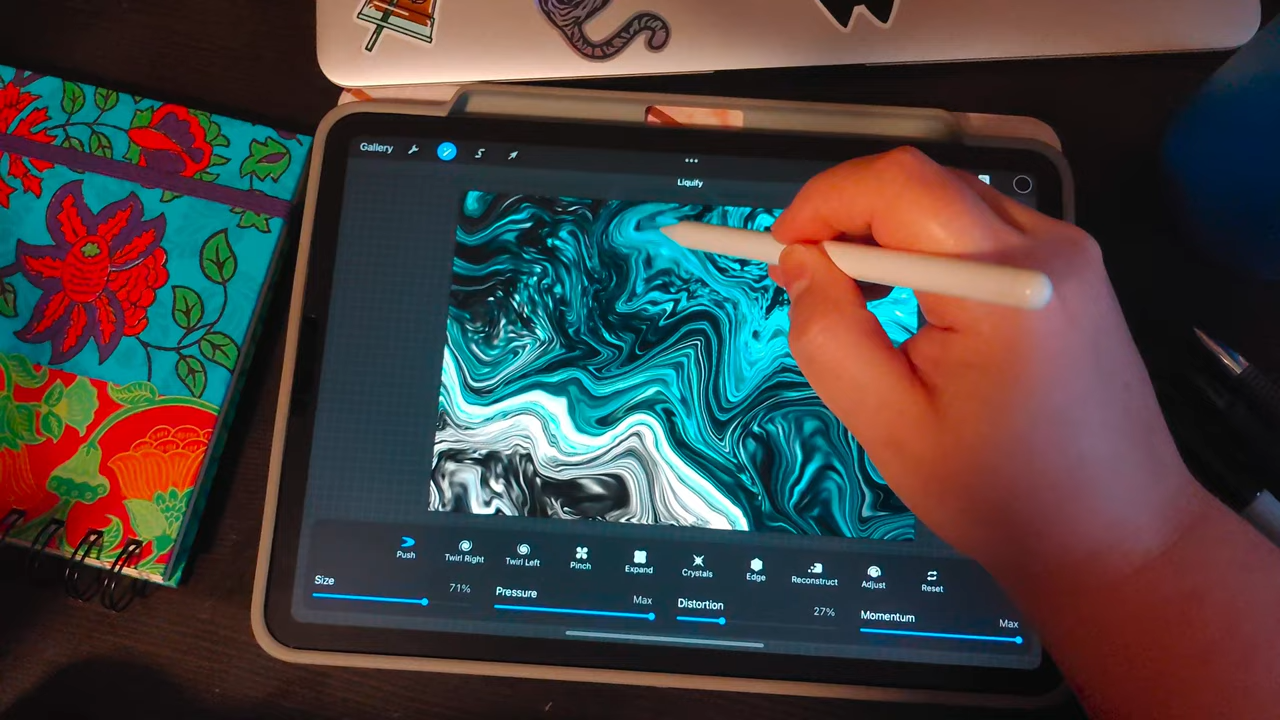 Gallery
Liquify
Push
Twirl Right
Twirl Left
Pinch
Expand
Crystals
Edge
Reconstruct
Adjust
Reset
Size 71%
Pressure Max
Distortion 27%
Momentum Max